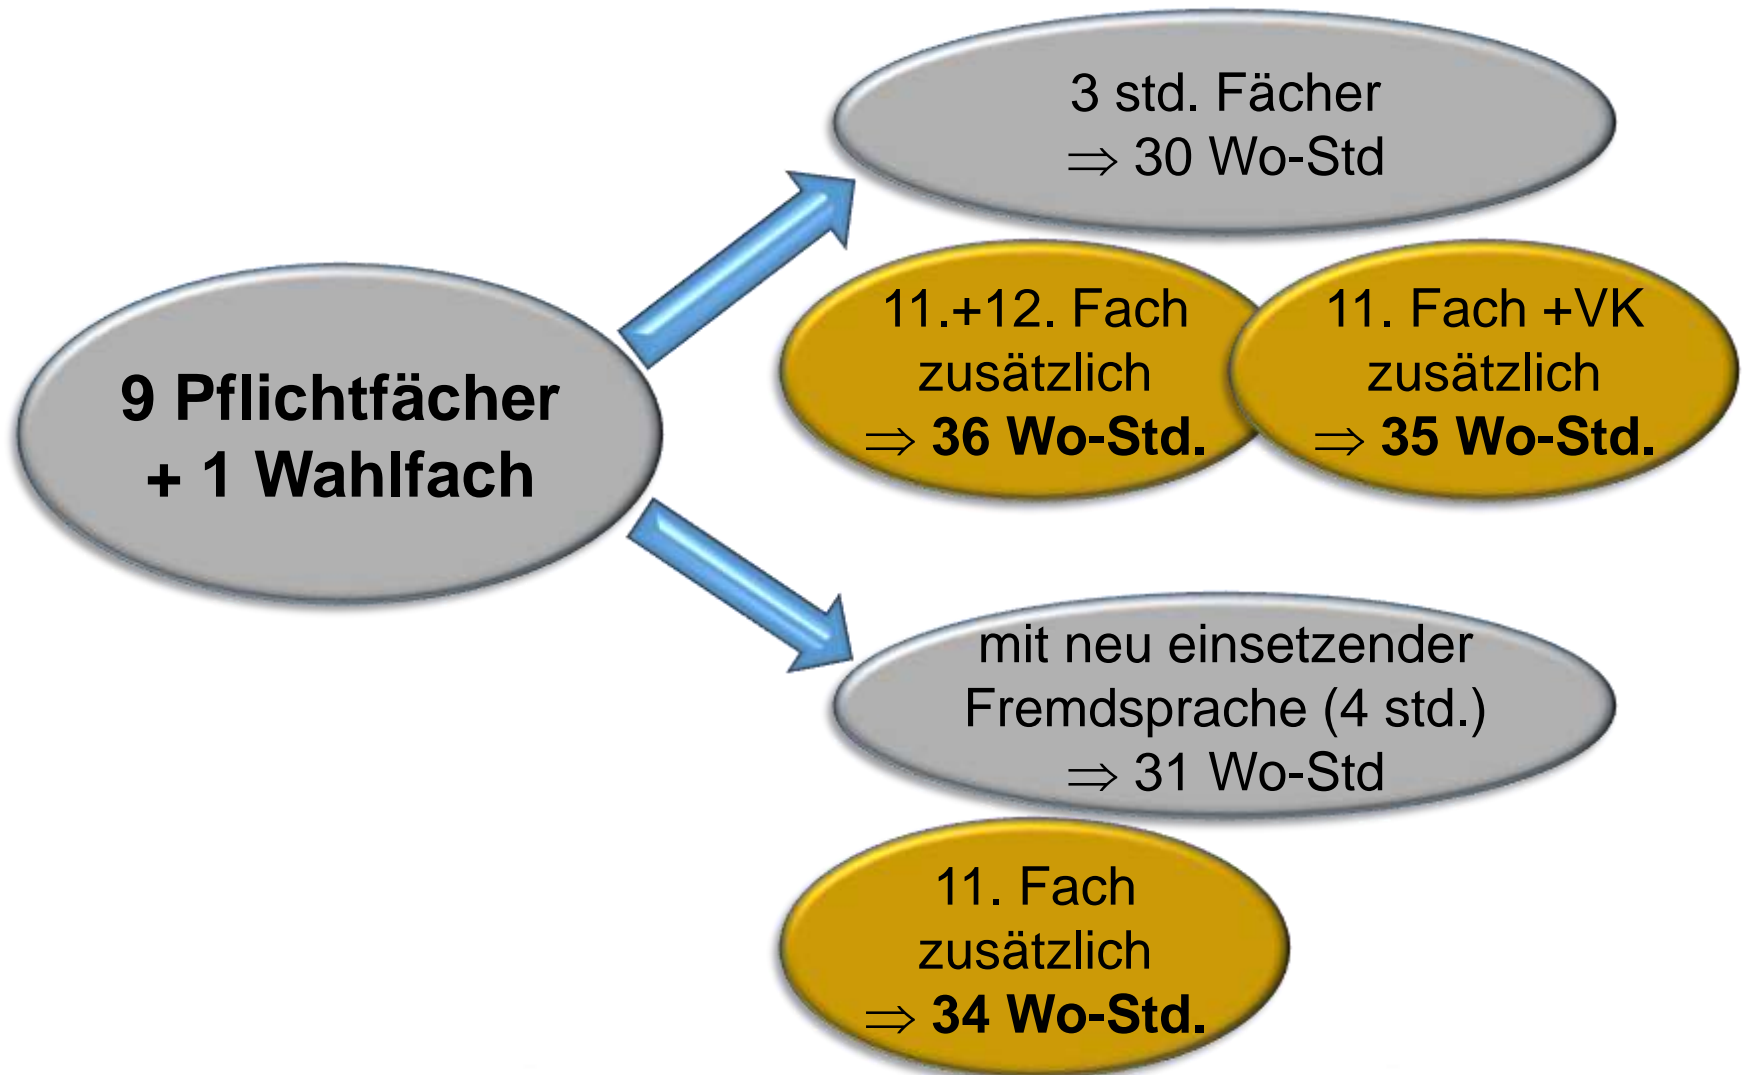 9 Pflichtfächer
+ 1 Wahlfach
3 std. Fächer
⇒ 30 Wo-Std
11.+12. Fach
zusätzlich
⇒ 36 Wo-Std.
11. Fach +VK
zusätzlich
⇒ 35 Wo-Std.
mit neu einsetzender
Fremdsprache (4 std.)
⇒ 31 Wo-Std
11. Fach
zusätzlich
⇒ 34 Wo-Std.